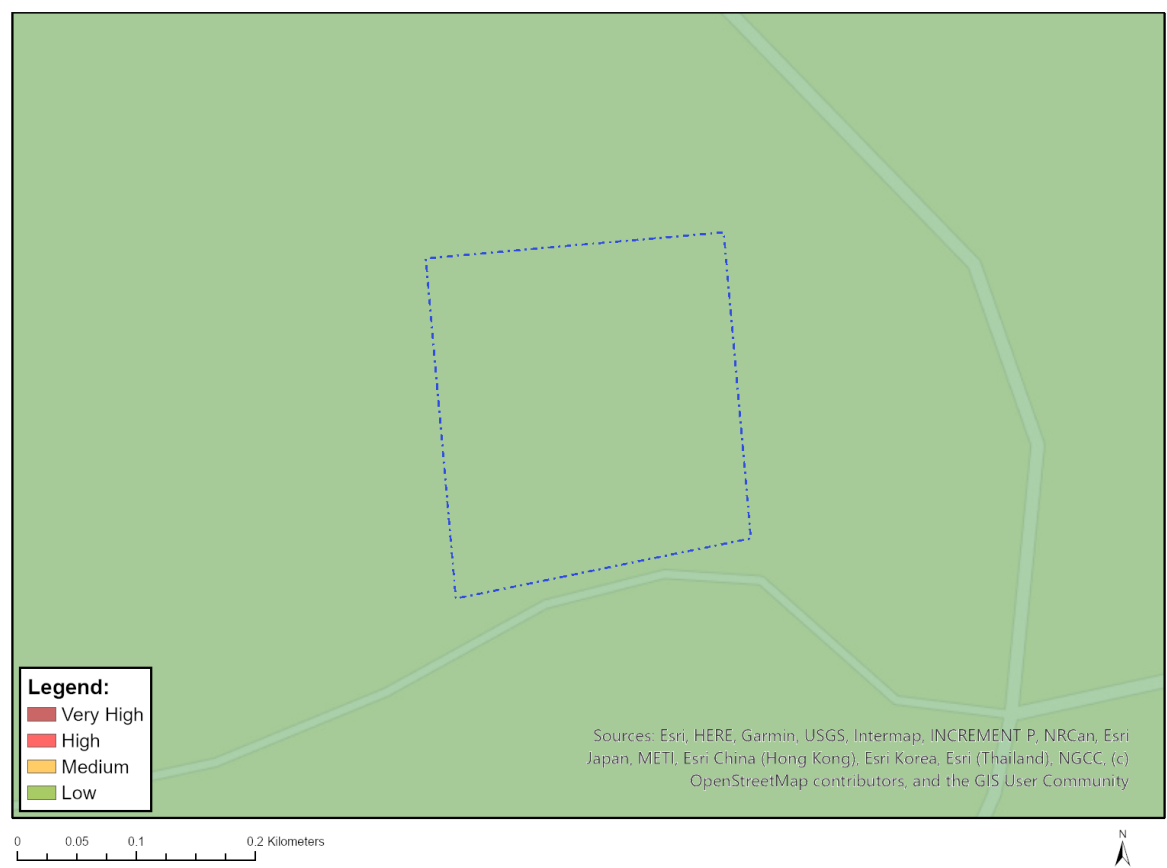 Legend:
Very High
High
Medium
Low
Sources: Esri, HERE, Garmin, USGS, Intermap, INCREMENT P, NRCan, Esri
Japan, METI, Esri China (Hong Kong), Esri Korea, Esri (Thailand), NGCC, (c)
OpenStreetMap contributors, and the GIS User Community
0 0.05 0.1 0.2 Kilometers
N